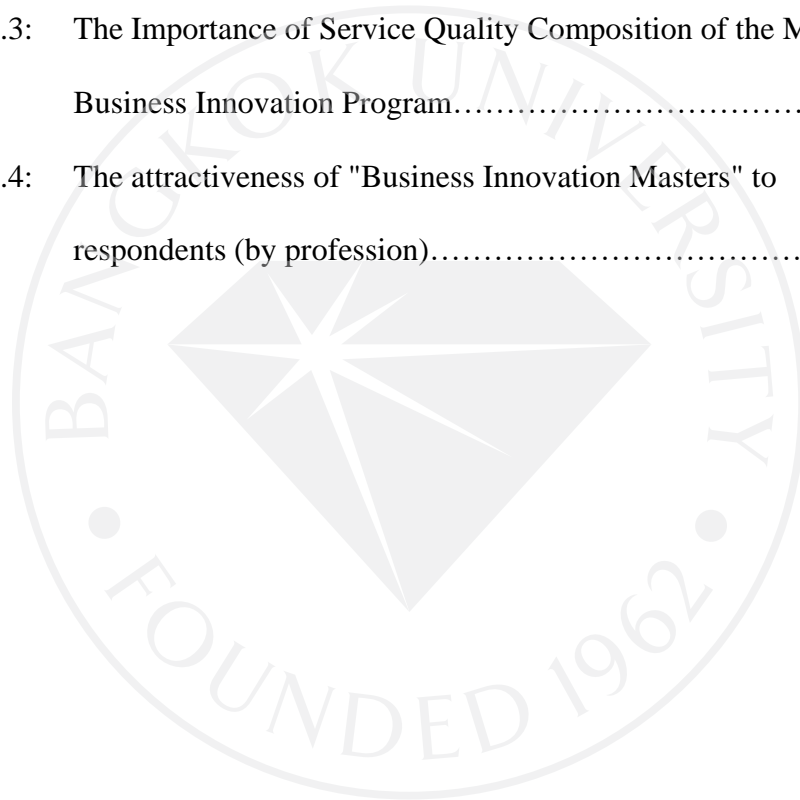 .3: The Importance of Service Quality Composition of the M
Business Innovation Program……………………………
.4: The attractiveness of "Business Innovation Masters" to
respondents (by profession)………………………………
BANGKOK UNIVERSITY
• FOUNDED 1962 •